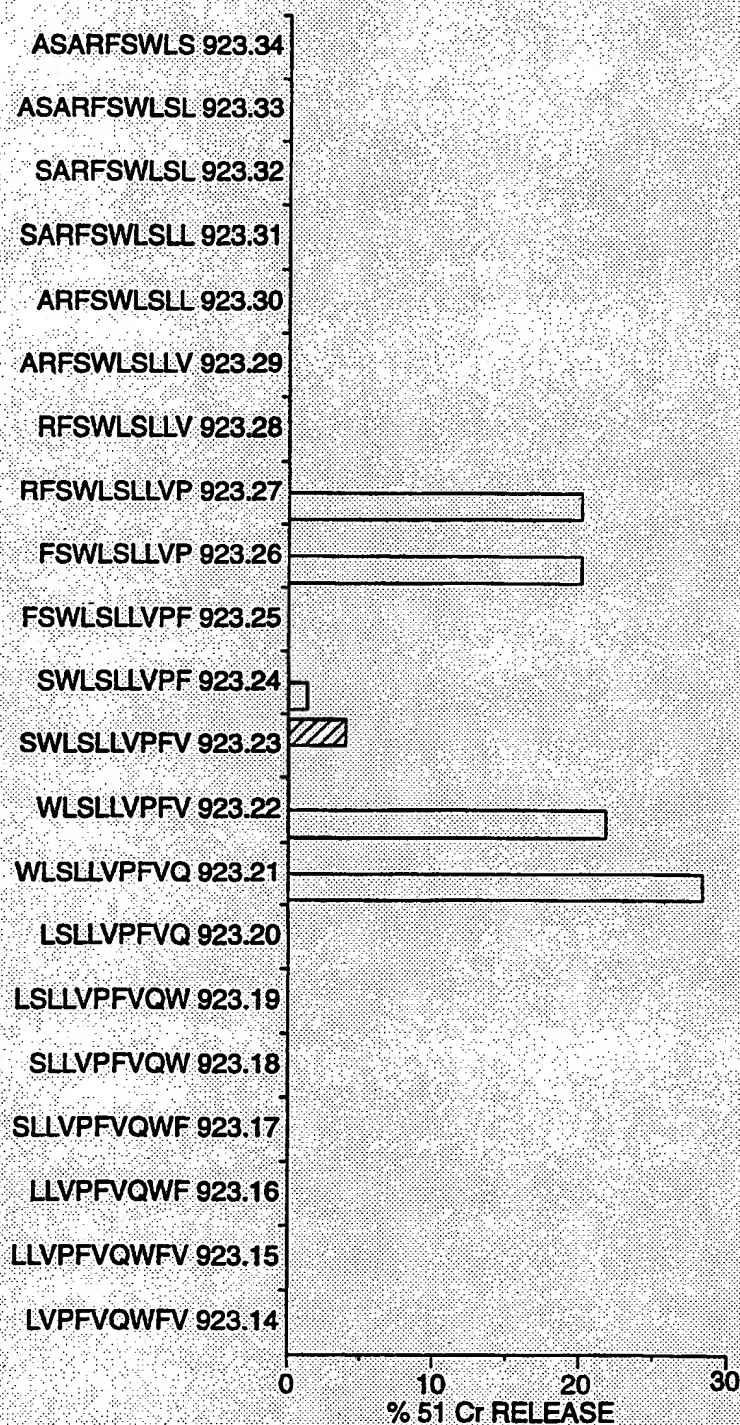 ASARFSWLS 923.34
ASARFSWLSL 923.33
SARFSWLSL 923.32
SARFSWLSLL 923.31
ARFSWLSLL 923.30
ARFSWLSLLV 923.29
RFSWLSLLV 923.28
RFSWLSLLVP 923.27
FSWLSLLVP 923.26
FSWLSLLVPF 923.25
SWLSLLVPF 923.24
SWLSLLVPFV 923.23
WLSLLVPFV 923.22
WLSLLVPFVQ 923.21
LSLLVPFVQ 923.20
LSLLVPFVQW 923.19
SLLVPFVQW 923.18
SLLVPFVQWF 923.17
LLVPFVQWF 923.16
LLVPFVQWFV 923.15
LVPFVQWFV 923.14
0 10 20 30
% 51 Cr RELEASE